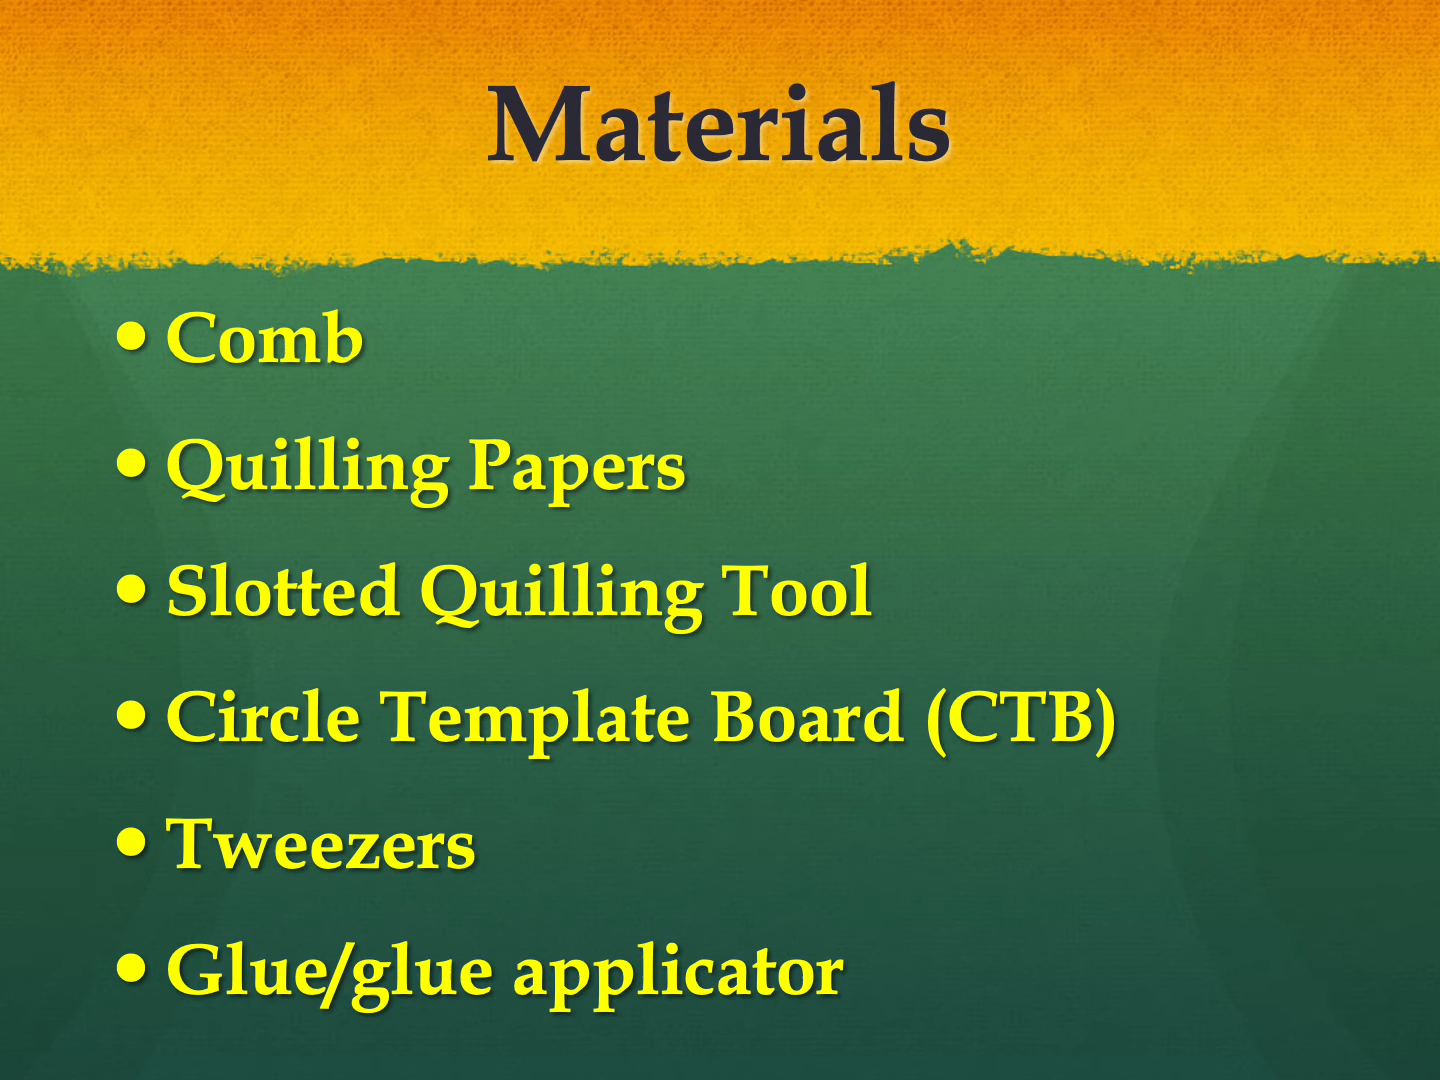 Materials
• Comb
• Quilling Papers
• Slotted Quilling Tool
• Circle Template Board (CTB)
• Tweezers
• Glue/glue applicator